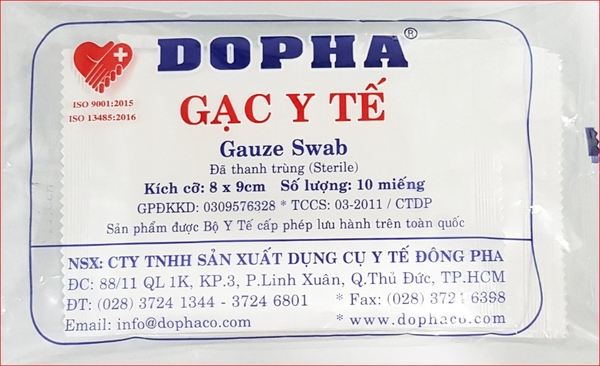 DOPHA®
ISO 9001:2015
ISO 13485:2016
GẠC Y TẾ
Gauze Swab
Đã thanh trùng (Sterile)
Kích cỡ: 8 x 9cm Số lượng: 10 miếng
GPĐKKD: 0309576328 * TCCS: 03-2011 / CTDP
Sản phẩm được Bộ Y Tế cấp phép lưu hành trên toàn quốc
NSX: CTY TNHH SẢN XUẤT DỤNG CỤ Y TẾ ĐÔNG PHA
ĐC: 88/11 QL 1K, KP.3, P.Linh Xuân, Q.Thủ Đức, TP.HCM
ĐT: (028) 3724 1344 - 3724 6801 * Fax: (028) 3724 6398
Email: info@dophaco.com * www.dophaco.com